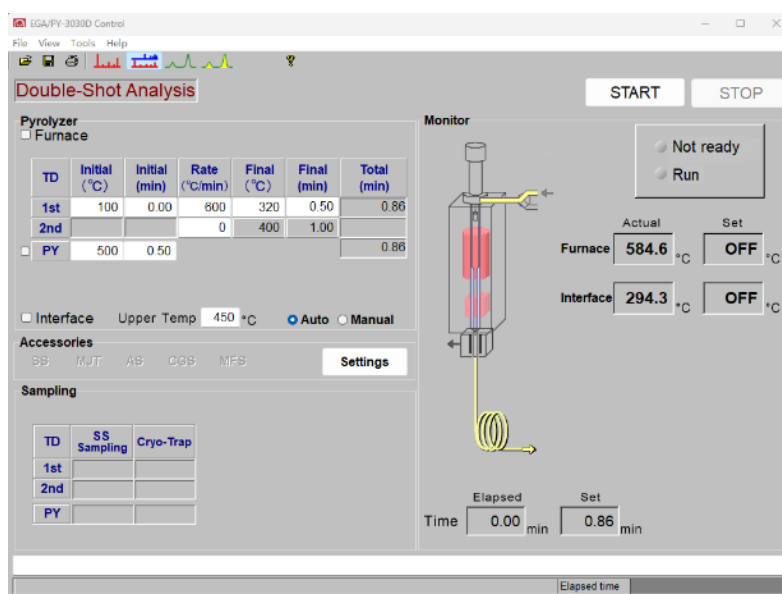 EGA/PY-3030D Control
File View Tools Help
Double-Shot Analysis
START STOP
Pyrolyzer
Furnace
TD Initial (°C) Initial (min) Rate (°C/min) Final (°C) Final (min) Total (min)
1st 100 0.00 600 320 0.50 0.86
2nd 0 400 1.00
PY 500 0.50 0.86
Interface Upper Temp 450 °C Auto Manual
Accessories
SS MJT AS CGS MFS Settings
Sampling
TD SS Sampling Cryo-Trap
1st
2nd
PY
Monitor
Not ready
Run
Actual Set
Furnace 584.6 °C OFF °C
Interface 294.3 °C OFF °C
Elapsed Set
Time 0.00 min 0.86 min
Elapsed time